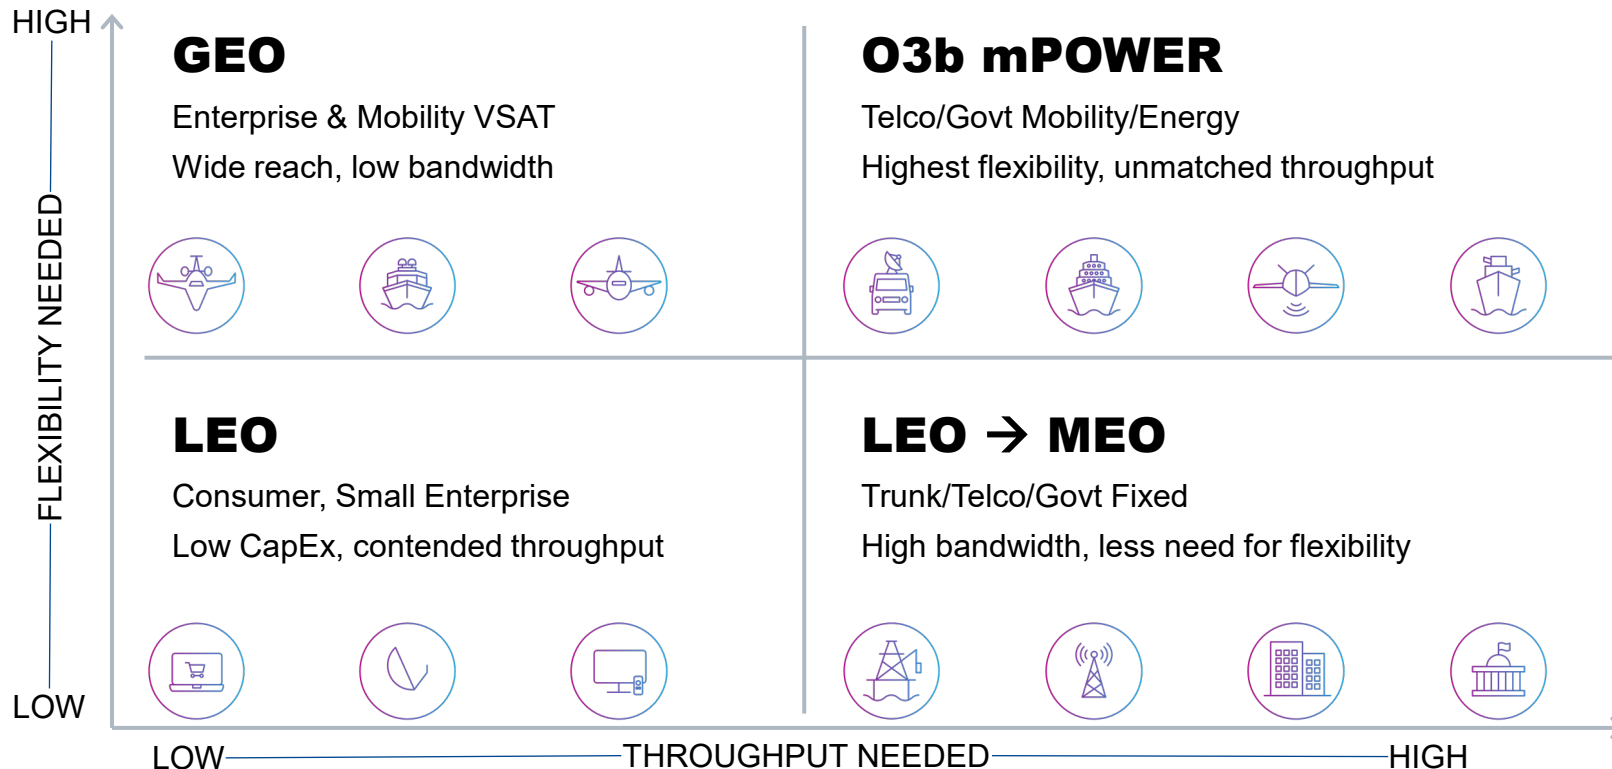 HIGH
GEO
Enterprise & Mobility VSAT
Wide reach, low bandwidth
O3b mPOWER
Telco/Govt Mobility/Energy
Highest flexibility, unmatched throughput
FLEXIBILITY NEEDED
LEO
Consumer, Small Enterprise
Low CapEx, contended throughput
LEO → MEO
Trunk/Telco/Govt Fixed
High bandwidth, less need for flexibility
LOW
LOW
THROUGHPUT NEEDED
HIGH